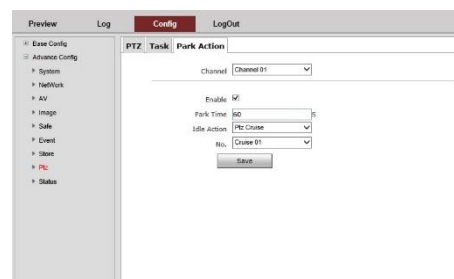 Preview Log Config LogOut
Base Config
Advance Config
System
NetWork
AV
Image
Safe
Event
Store
Ptz
Status
PTZ Task Park Action
Channel Channel 01
Enable
Park Time 60 S
Idle Action Ptz Cruise
No. Cruise 01
Save